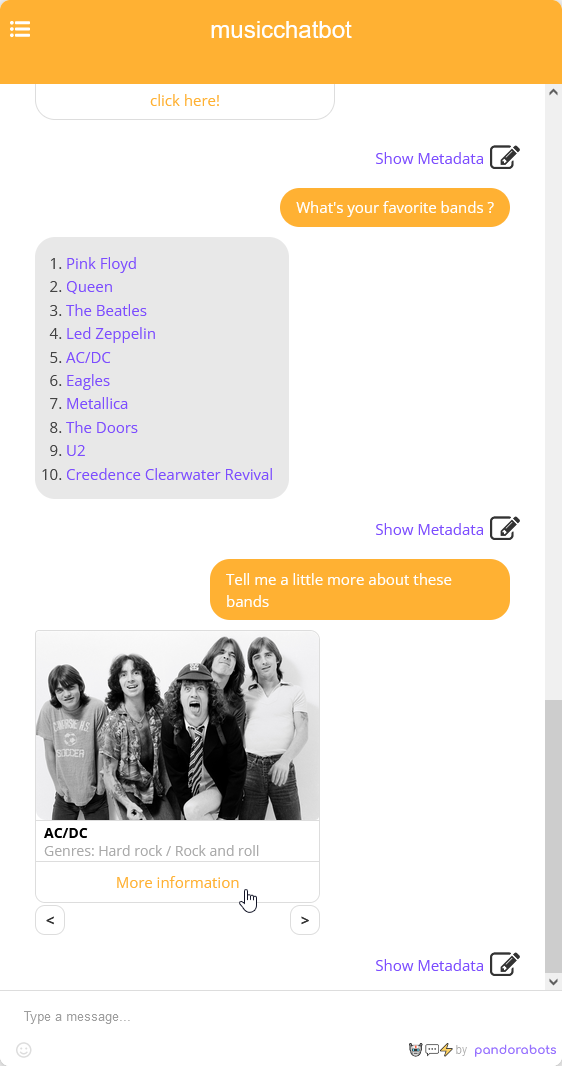 musicchatbot
click here!
Show Metadata
What's your favorite bands ?
1. Pink Floyd
2. Queen
3. The Beatles
4. Led Zeppelin
5. AC/DC
6. Eagles
7. Metallica
8. The Doors
9. U2
10. Creedence Clearwater Revival
Show Metadata
Tell me a little more about these
bands
SOCCER
AC/DC
Genres: Hard rock / Rock and roll
More information
< >
Show Metadata
Type a message...
by pandorabots